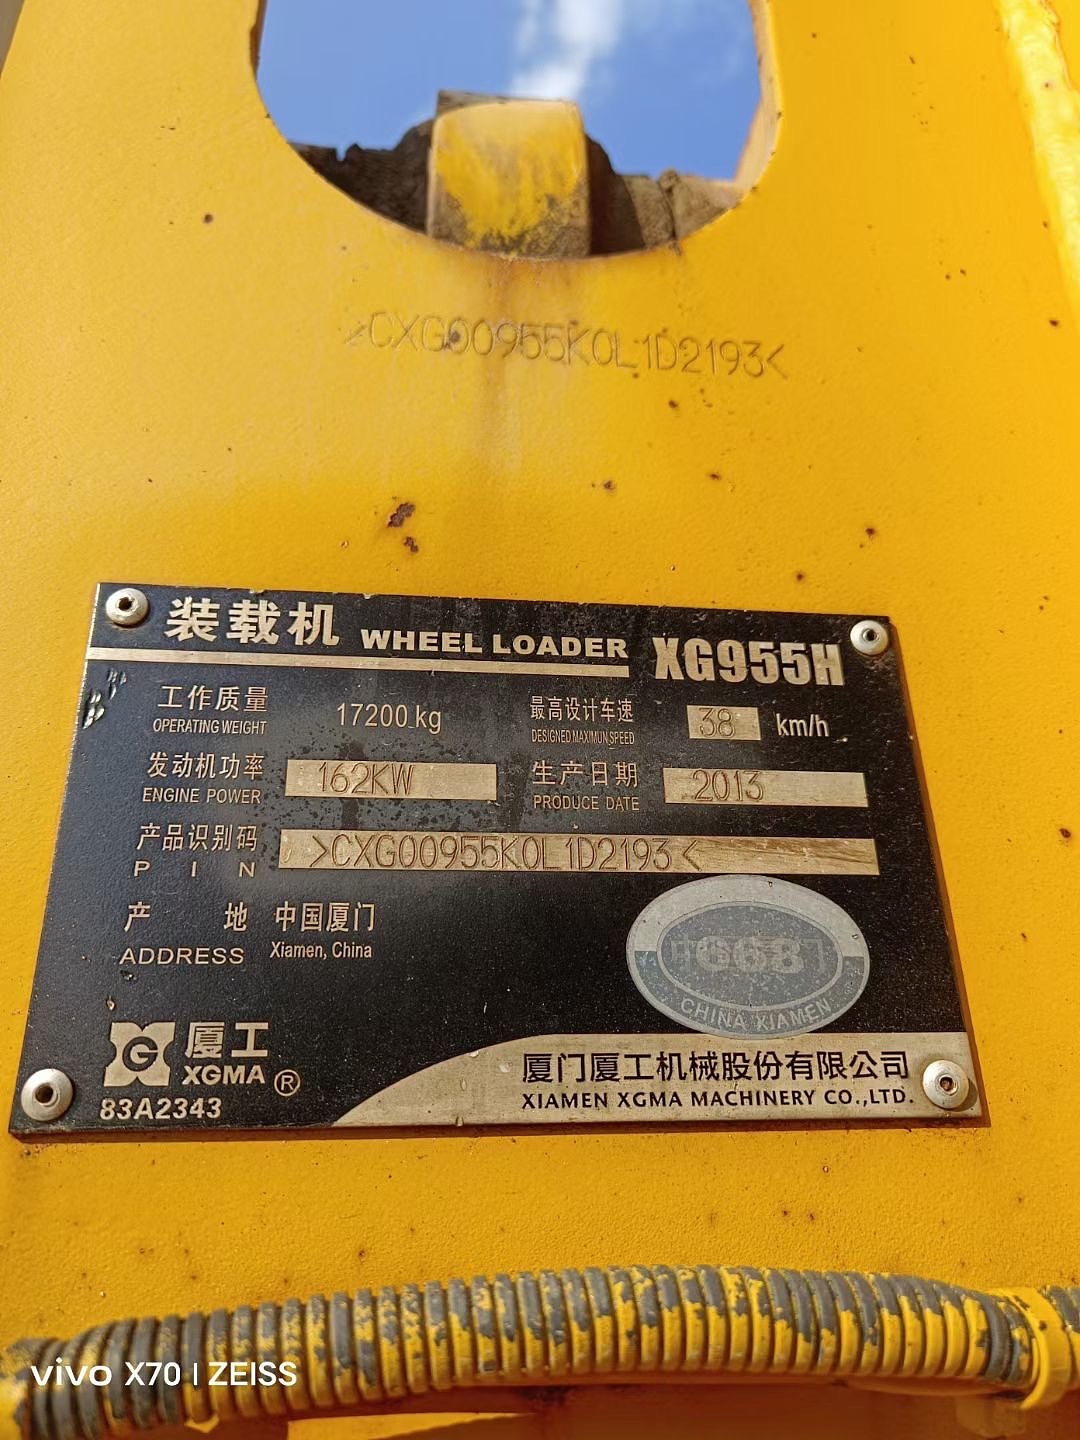 >CXG00955K0L1D2193<
装载机 WHEEL LOADER XG955H
工作质量 17200 kg 最高设计车速 38 km/h
OPERATING WEIGHT DESIGNED MAXIMUN SPEED
发动机功率 162KW 生产日期 2013
ENGINE POWER PRODUCE DATE
产品识别码 >CXG00955K0L1D2193<
P I N
产 地 中国厦门
ADDRESS Xiamen, China
668
CHINA XIAMEN
厦工
XGMA ®
83A2343
厦门厦工机械股份有限公司
XIAMEN XGMA MACHINERY CO.,LTD.
vivo X70 | ZEISS